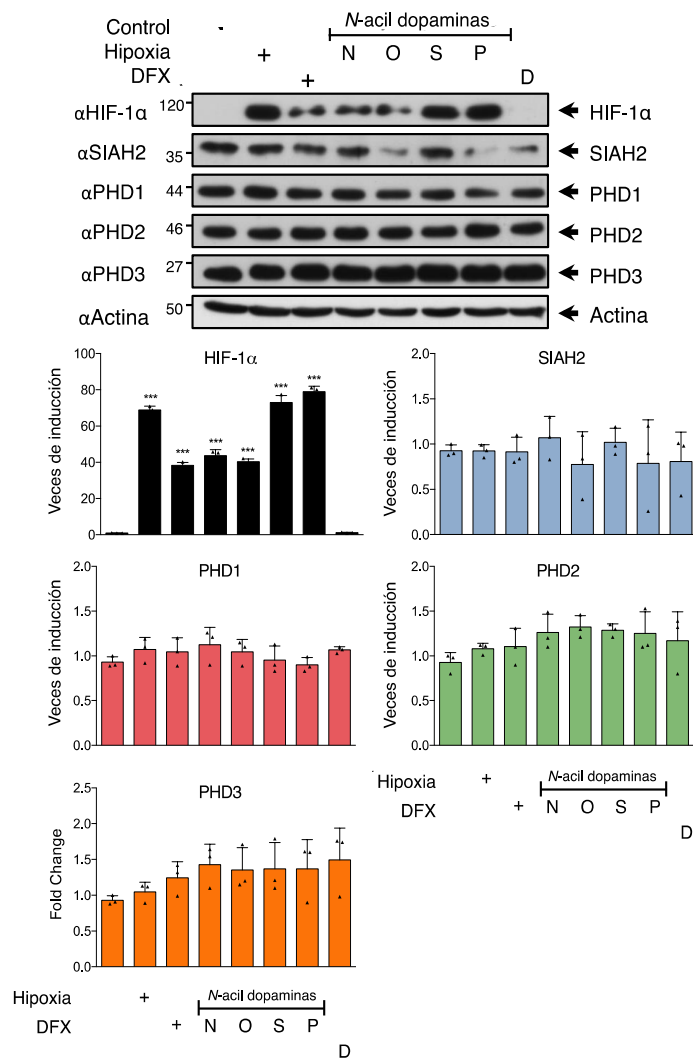 Control - N-acil dopaminas
Hipoxia + N O S P
DFX + D
αHIF-1α 120 HIF-1α
αSIAH2 35 SIAH2
αPHD1 44 PHD1
αPHD2 46 PHD2
αPHD3 27 PHD3
αActina 50 Actina
HIF-1α
Veces de inducción
100
80
60
40
20
0
*** *** *** *** *** ***
SIAH2
Veces de inducción
2.0
1.5
1.0
0.5
0.0
PHD1
Veces de inducción
2.0
1.5
1.0
0.5
0.0
PHD2
Veces de inducción
2.0
1.5
1.0
0.5
0.0
Hipoxia + N-acil dopaminas
DFX + N O S P
D
PHD3
Fold Change
2.5
2.0
1.5
1.0
0.5
0.0
Hipoxia + N-acil dopaminas
DFX + N O S P
D